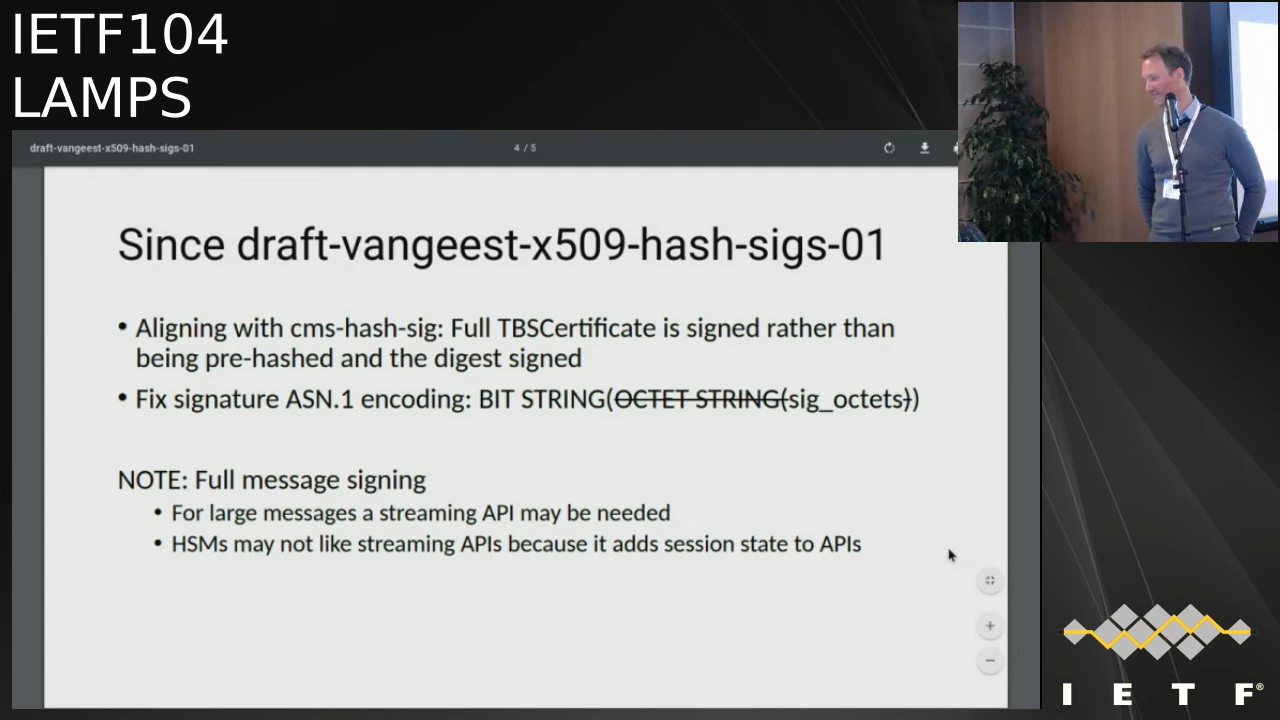 IETF104
LAMPS
draft-vangeest-x509-hash-sigs-01
4 / 5
Since draft-vangeest-x509-hash-sigs-01
• Aligning with cms-hash-sig: Full TBSCertificate is signed rather than
being pre-hashed and the digest signed
• Fix signature ASN.1 encoding: BIT STRING(OCTET STRING(sig_octets))
NOTE: Full message signing
• For large messages a streaming API may be needed
• HSMs may not like streaming APIs because it adds session state to APIs
I E T F®